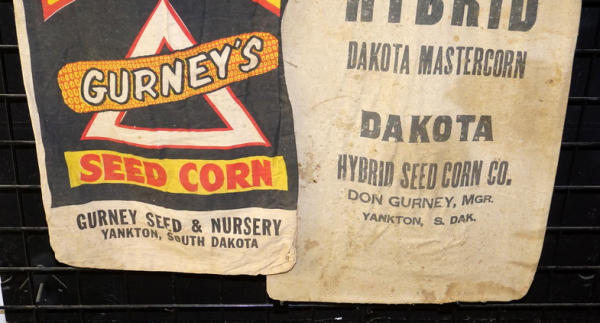 GURNEY'S
SEED CORN
GURNEY SEED & NURSERY
YANKTON, SOUTH DAKOTA
HYBRID
DAKOTA MASTERCORN
DAKOTA
HYBRID SEED CORN CO.
DON GURNEY, MGR.
YANKTON, S. DAK.